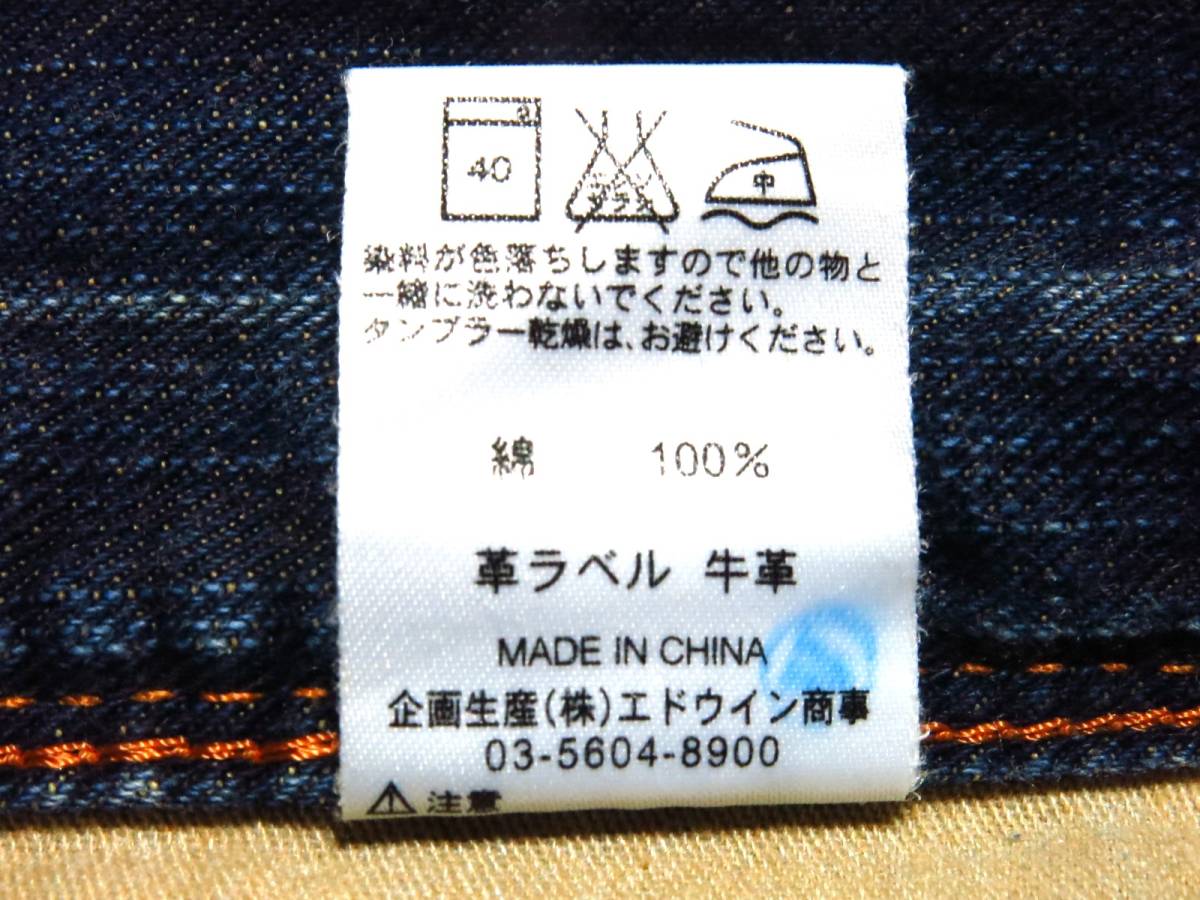 40
中
染料が色落ちしますので他の物と
一緒に洗わないでください。
タンブラー乾燥は、お避けください。
綿 100%
革ラベル 牛革
MADE IN CHINA
企画生産(株)エドウイン商事
03-5604-8900
⚠ 注意